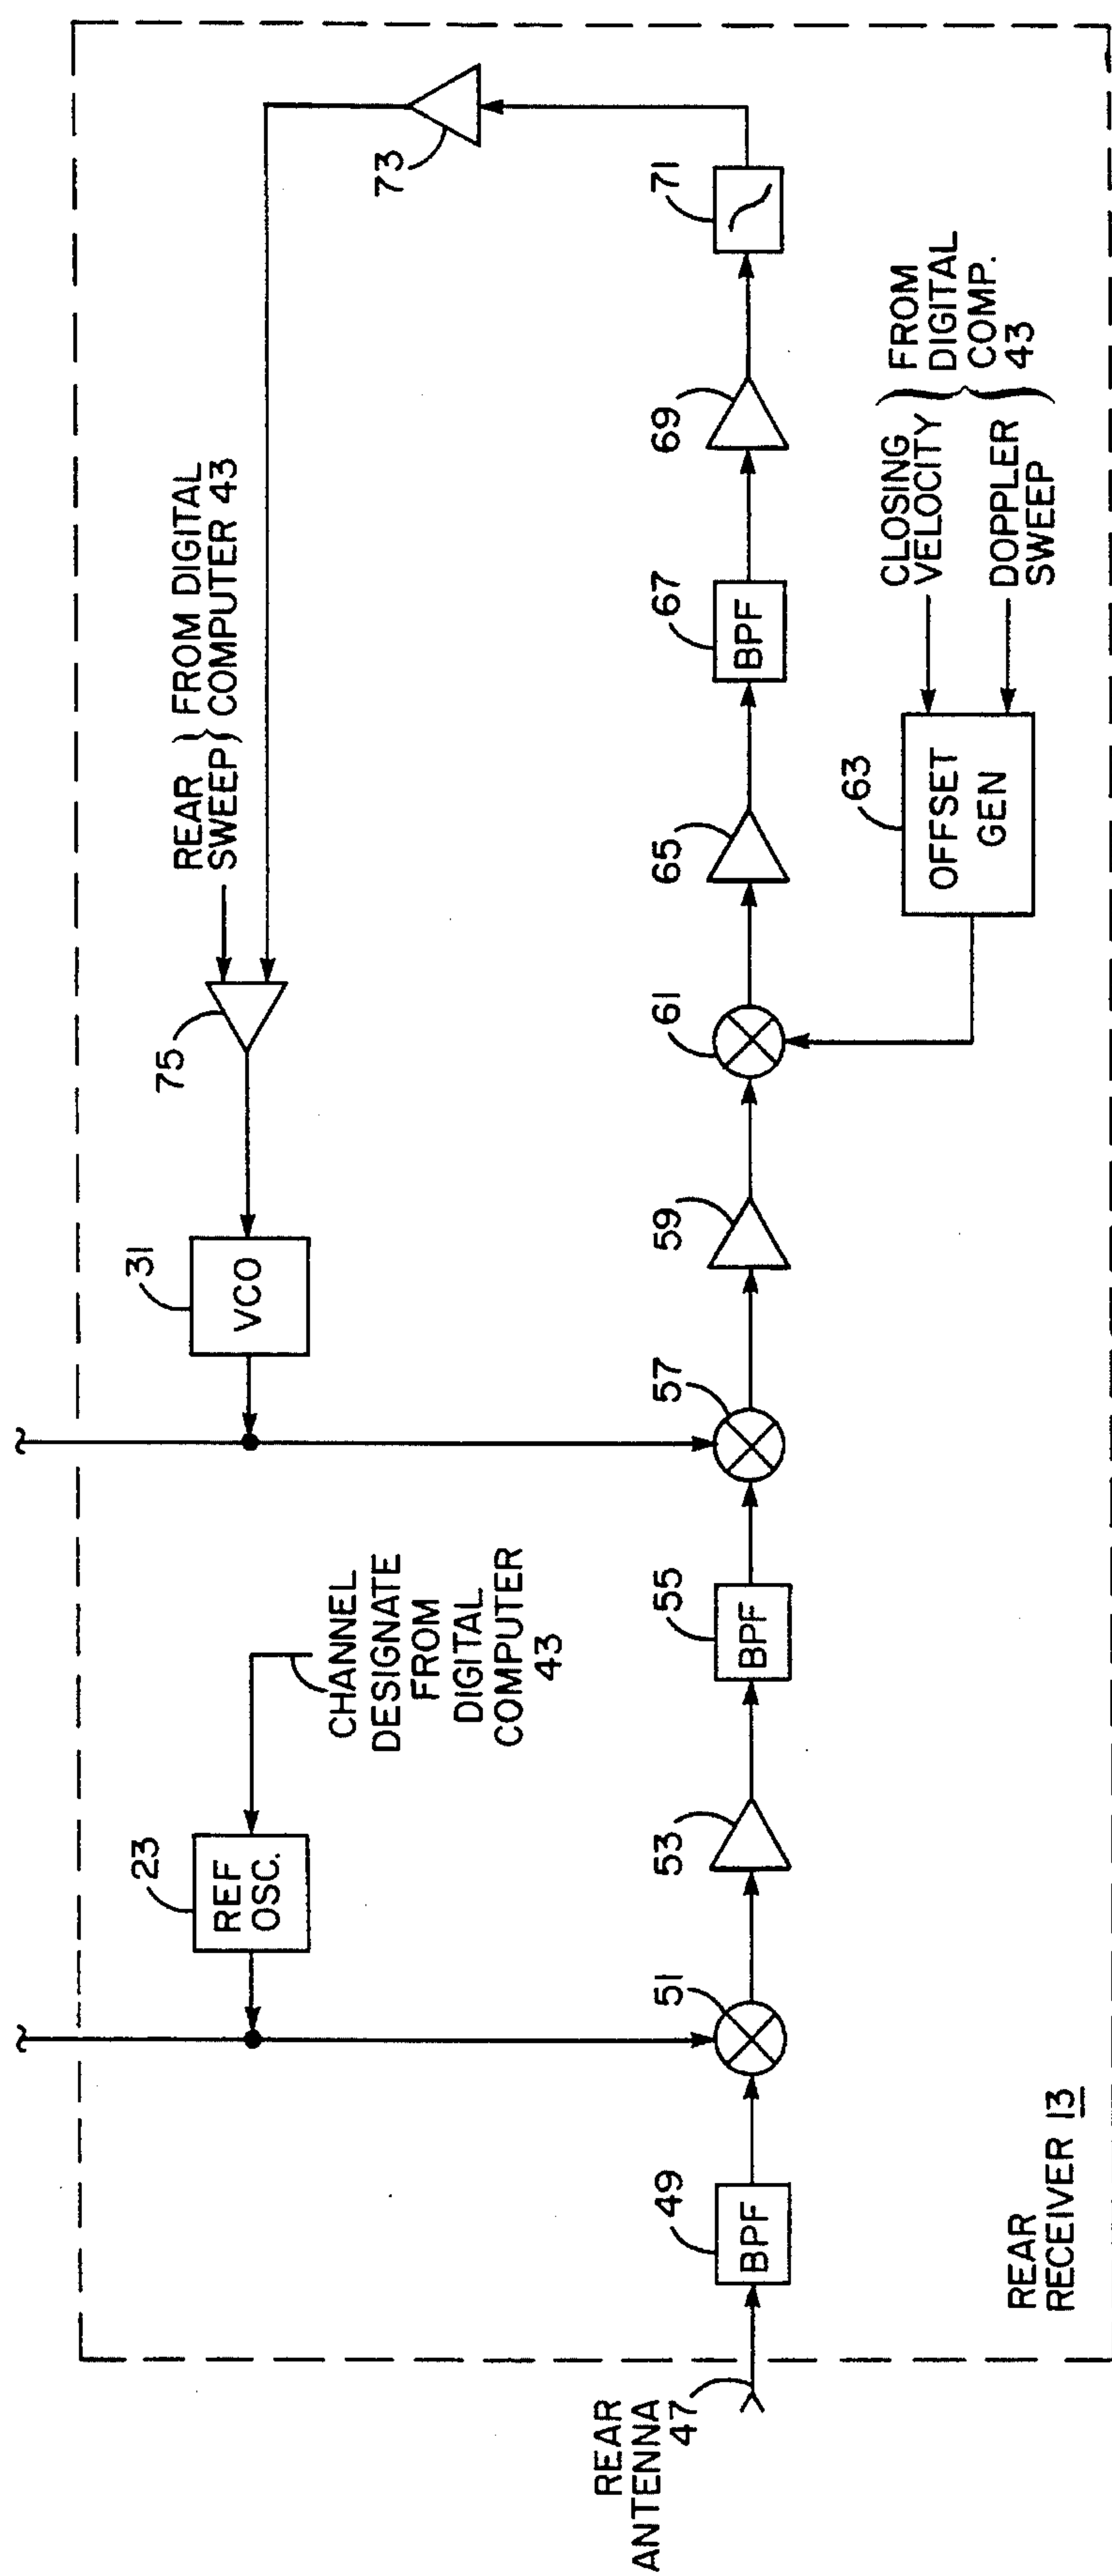 REAR
ANTENNA
47
49
BPF
51
53
55
BPF
57
59
61
65
67
BPF
69
71
73
23
REF
OSC.
CHANNEL
DESIGNATE
FROM
DIGITAL
COMPUTER
43
31
VCO
75
REAR
SWEEP
FROM DIGITAL
COMPUTER 43
63
OFFSET
GEN
CLOSING
VELOCITY
DOPPLER
SWEEP
FROM
DIGITAL
COMP.
43
REAR
RECEIVER 13